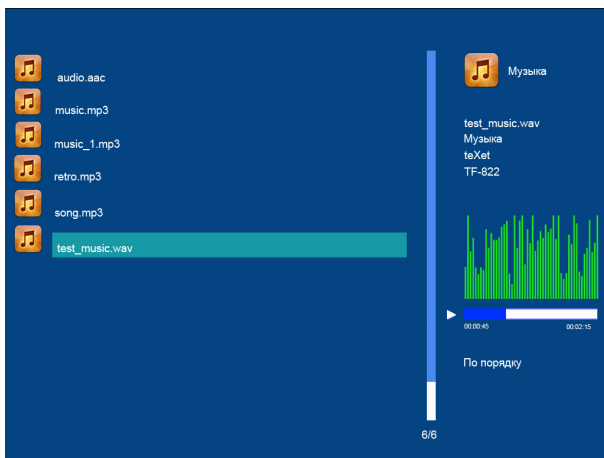 audio.aac
music.mp3
music_1.mp3
retro.mp3
song.mp3
test_music.wav
6/6
Музыка
test_music.wav
Музыка
teXet
TF-822
00:00:45 00:02:15
По порядку